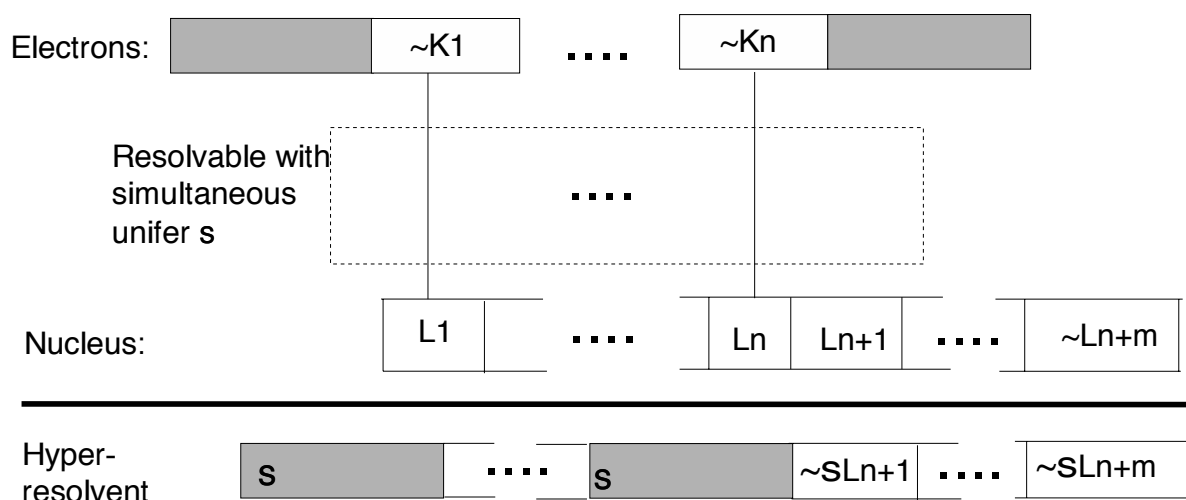 Electrons:
~K1
....
~Kn
Resolvable with
simultaneous
unifer s
....
Nucleus:
L1
....
Ln
Ln+1
....
~Ln+m
Hyper-
resolvent
s
....
s
~sLn+1
....
~sLn+m